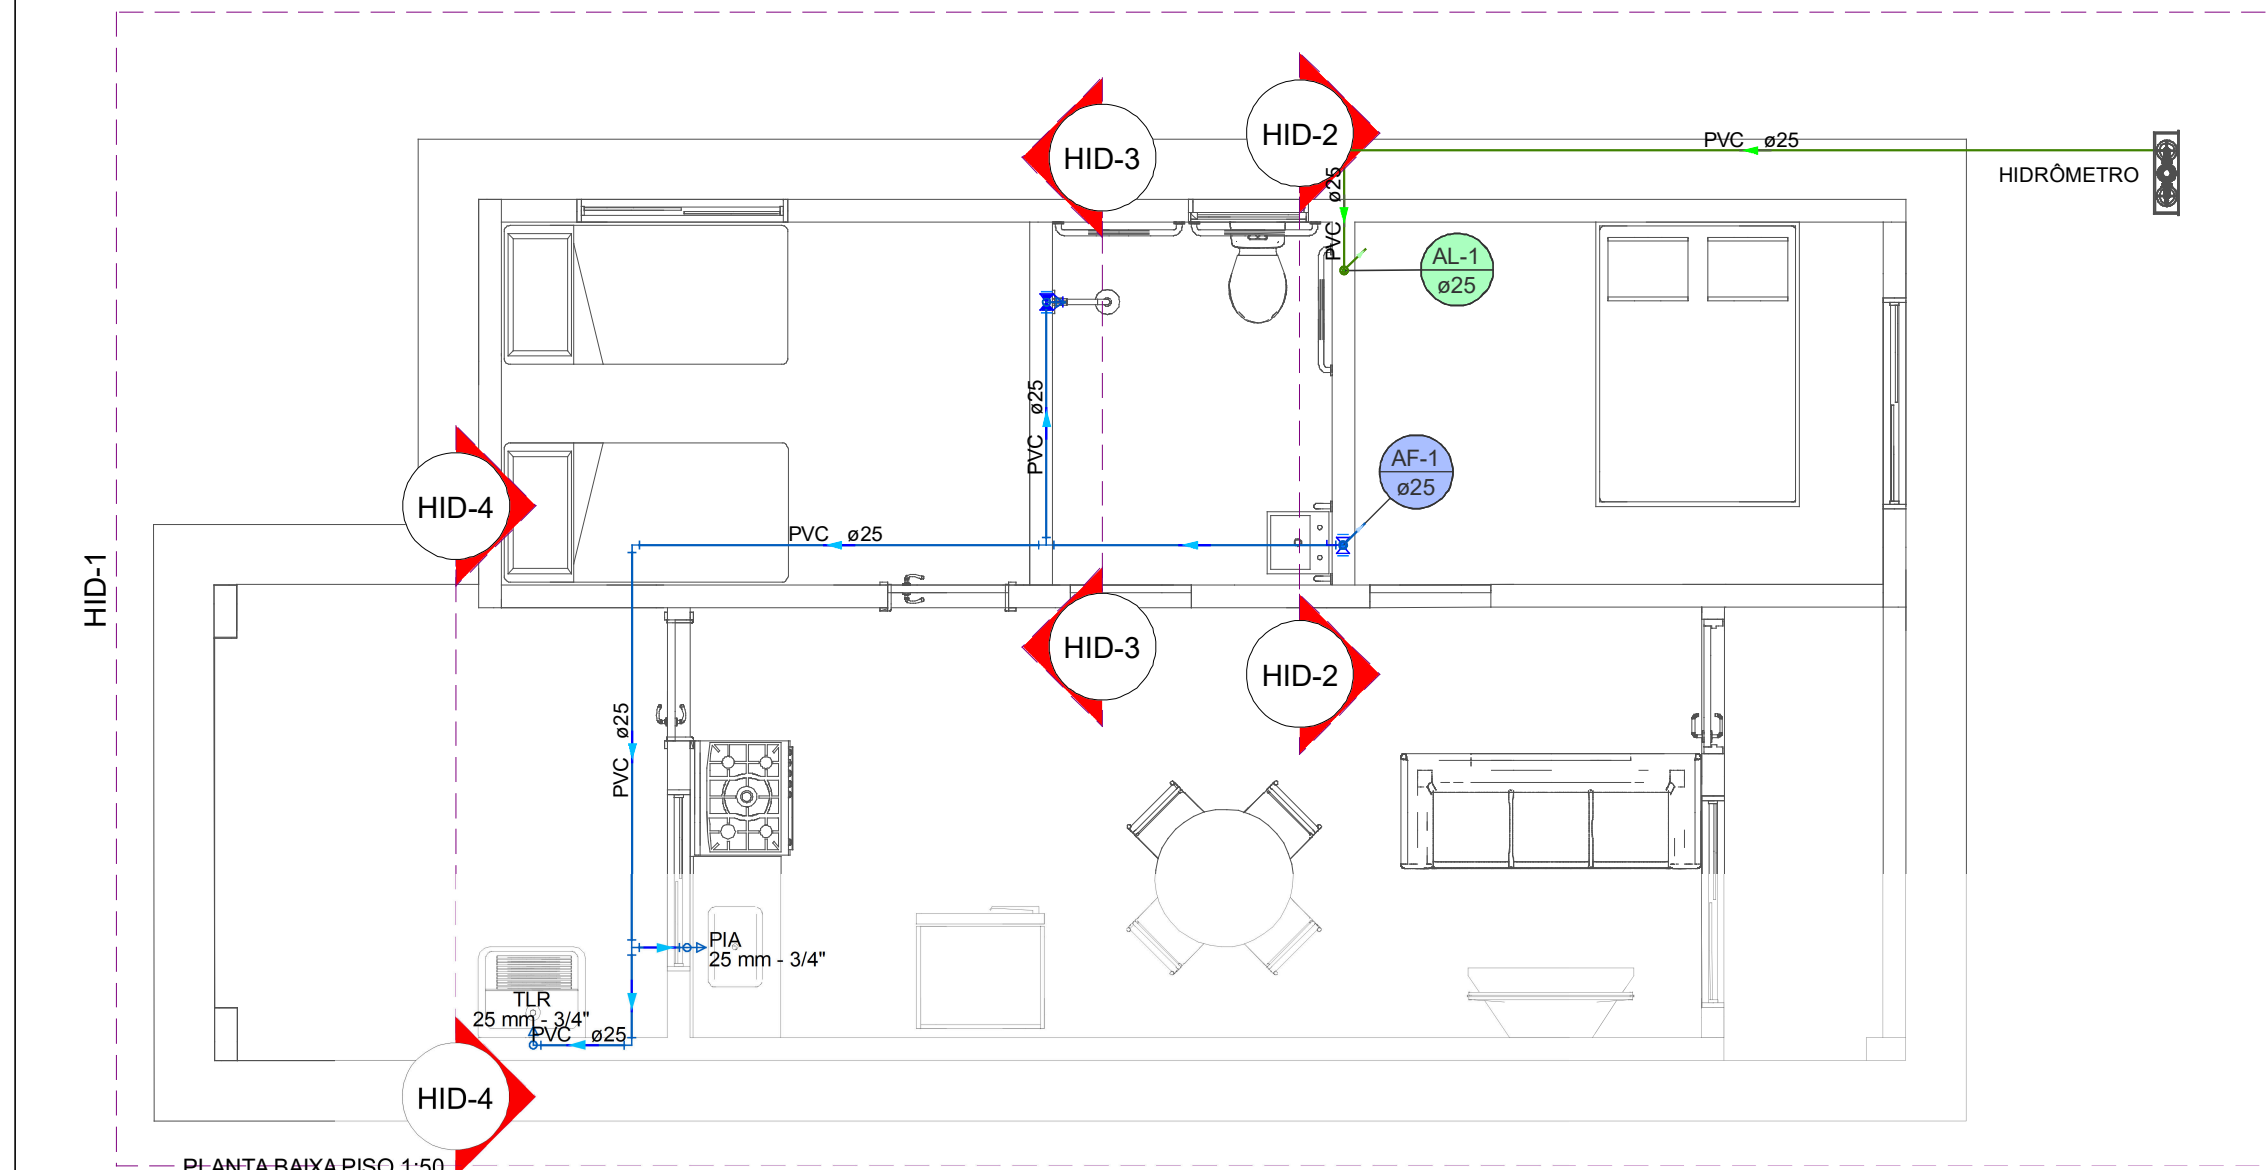 HID-2
HID-3
PVC ø25
HIDRÔMETRO
PVC ø25
AL-1
ø25
PVC ø25
AF-1
ø25
HID-4
PVC ø25
HID-1
HID-3
HID-2
PVC ø25
PIA
25 mm - 3/4"
TLR
25 mm - 3/4"
PVC ø25
HID-4
PLANTA BAIXA PISO 1:50